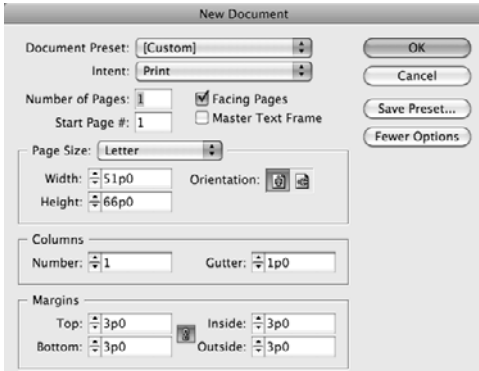 New Document
Document Preset: [Custom]
OK
Intent: Print
Cancel
Number of Pages: 1
Facing Pages
Save Preset...
Start Page #: 1
Master Text Frame
Fewer Options
Page Size: Letter
Width: 51p0
Orientation:
Height: 66p0
Columns
Number: 1
Gutter: 1p0
Margins
Top: 3p0
Inside: 3p0
Bottom: 3p0
Outside: 3p0